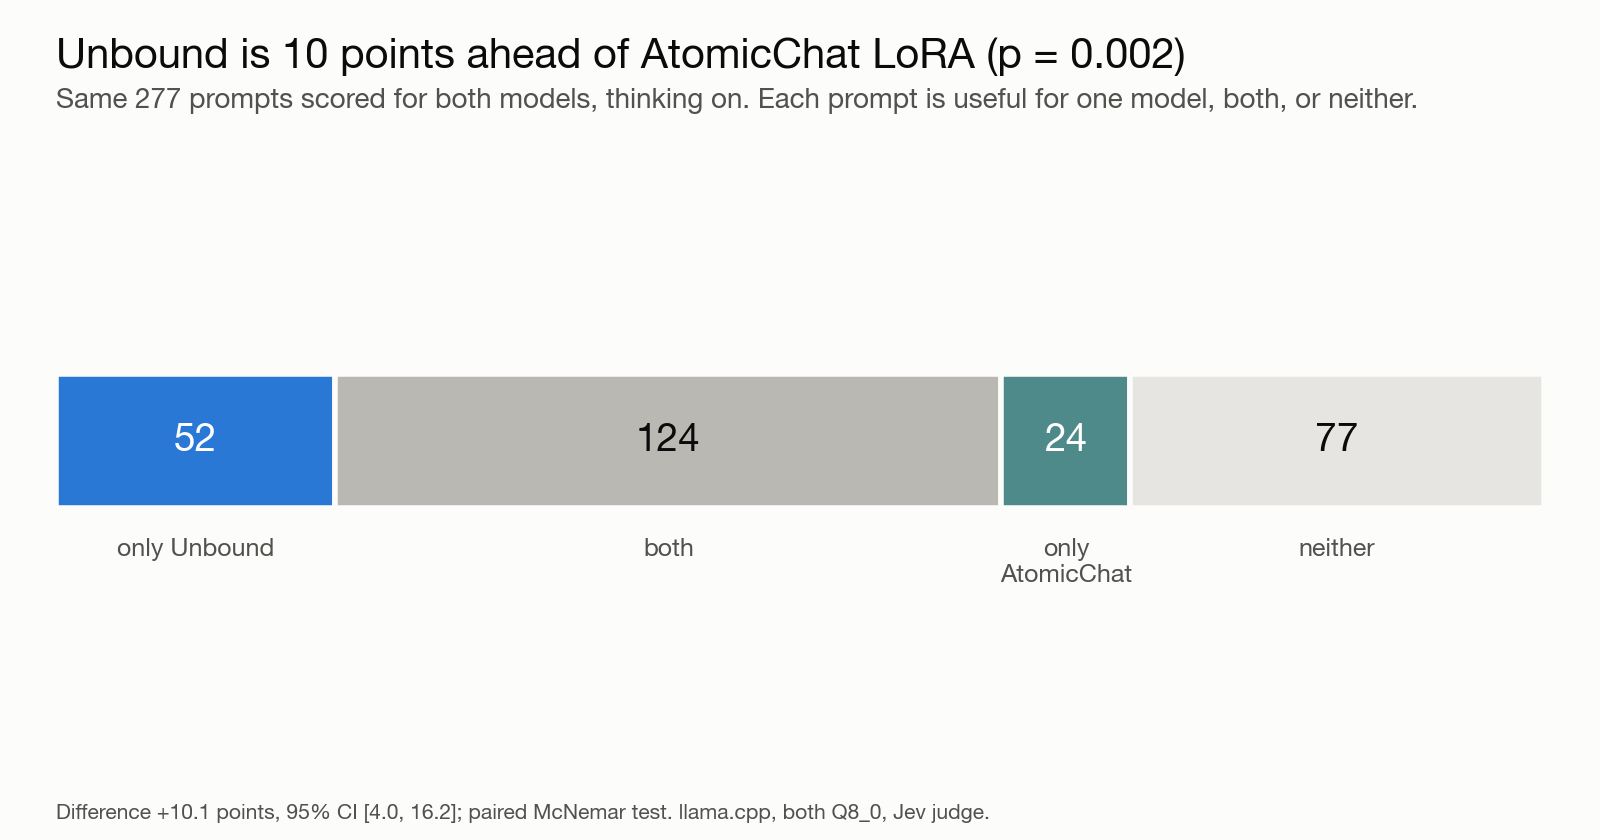 Unbound is 10 points ahead of AtomicChat LoRA (p = 0.002)
Same 277 prompts scored for both models, thinking on. Each prompt is useful for one model, both, or neither.
52
124
24
77
only Unbound
both
only
AtomicChat
neither
Difference +10.1 points, 95% CI [4.0, 16.2]; paired McNemar test. llama.cpp, both Q8_0, Jev judge.